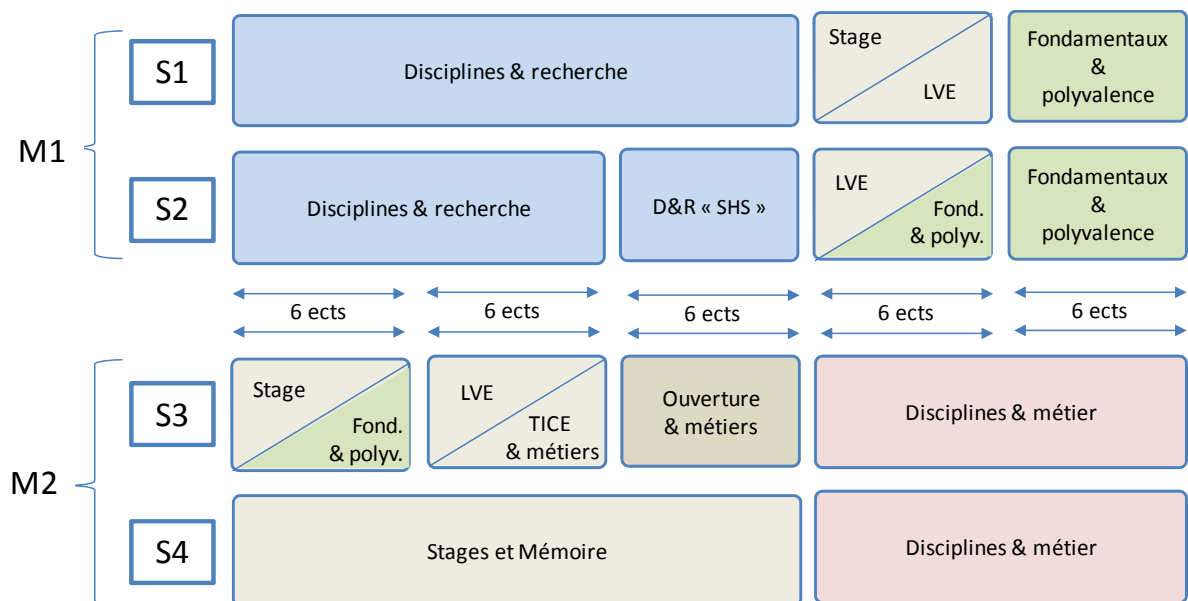 M1
S1
Disciplines & recherche
Stage
LVE
Fondamentaux
&
polyvalence
S2
Disciplines & recherche
D&R « SHS »
LVE
Fond.
& polyv.
Fondamentaux
&
polyvalence
6 ects
6 ects
6 ects
6 ects
6 ects
M2
S3
Stage
Fond.
& polyv.
LVE
TICE
& métiers
Ouverture
& métiers
Disciplines & métier
S4
Stages et Mémoire
Disciplines & métier